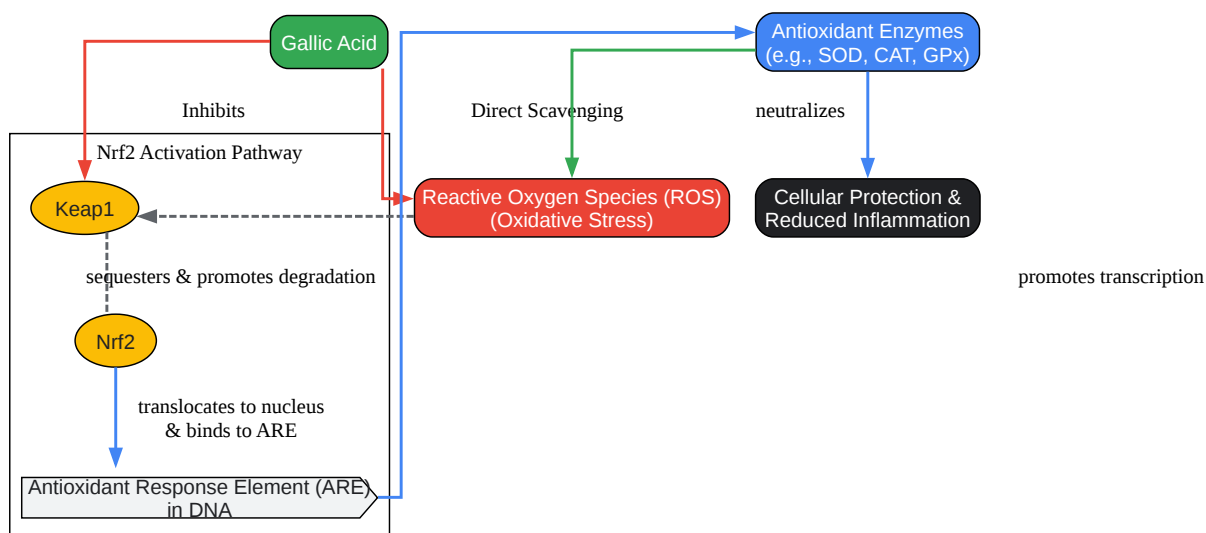 Gallic Acid
Antioxidant Enzymes
(e.g., SOD, CAT, GPx)
Inhibits
Direct Scavenging
neutralizes
Nrf2 Activation Pathway
Keap1
Reactive Oxygen Species (ROS)
(Oxidative Stress)
Cellular Protection &
Reduced Inflammation
sequesters & promotes degradation
promotes transcription
Nrf2
translocates to nucleus
& binds to ARE
Antioxidant Response Element (ARE)
in DNA